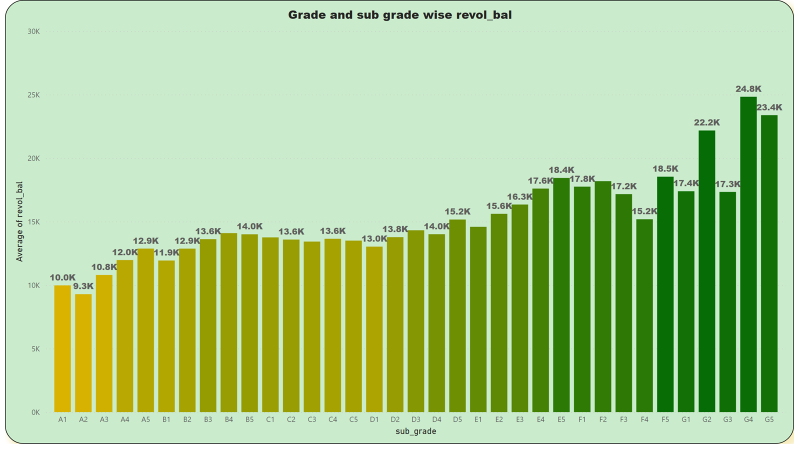 Grade and sub grade wise revol_bal
30K
25K
20K
15K
10K
5K
0K
Average of revol_bal
10.0K
9.3K
10.8K
12.0K
12.9K
11.9K
12.9K
13.6K
14.0K
13.6K
13.6K
13.0K
13.8K
14.0K
15.2K
15.6K
16.3K
17.6K
18.4K
17.8K
17.2K
15.2K
18.5K
17.4K
22.2K
17.3K
24.8K
23.4K
A1 A2 A3 A4 A5 B1 B2 B3 B4 B5 C1 C2 C3 C4 C5 D1 D2 D3 D4 D5 E1 E2 E3 E4 E5 F1 F2 F3 F4 F5 G1 G2 G3 G4 G5
sub_grade